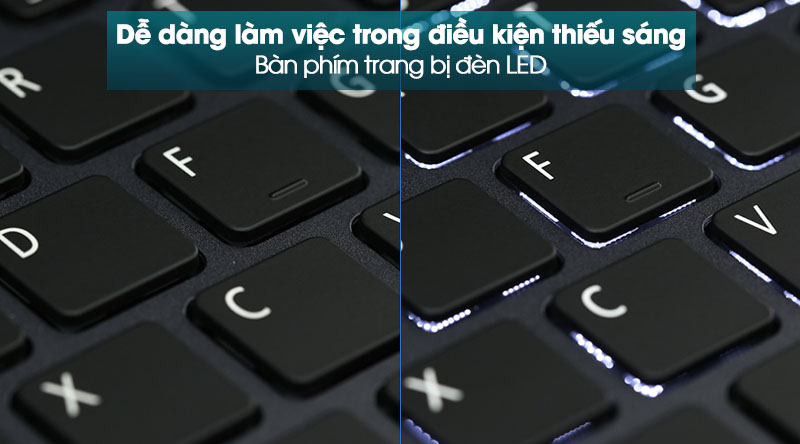 Dễ dàng làm việc trong điều kiện thiếu sáng
Bàn phím trang bị đèn LED
R
F
D
C
X
G
F
V
C
X